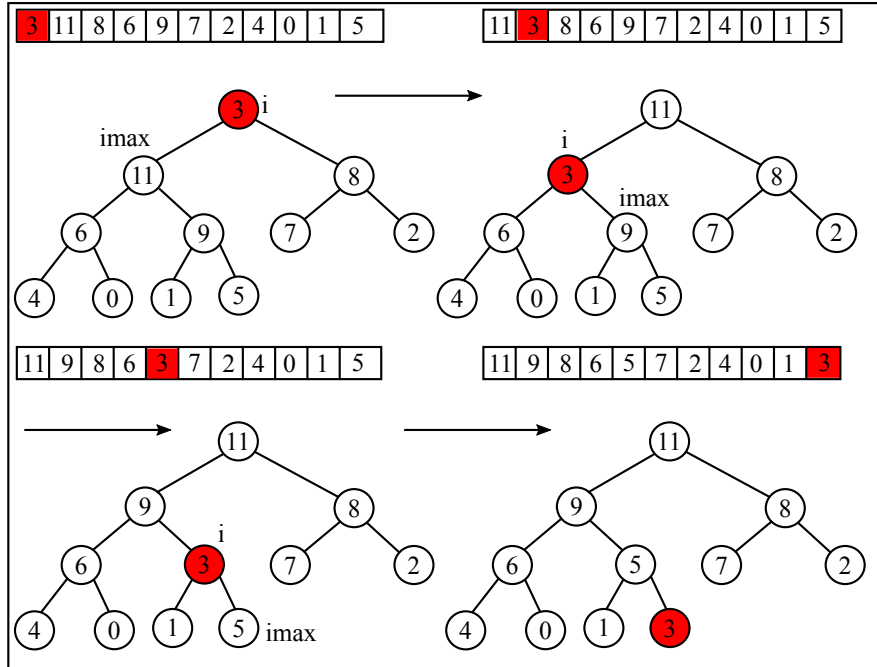 3 11 8 6 9 7 2 4 0 1 5
3 i
imax
11 8
6 9 7 2
4 0 1 5
11 3 8 6 9 7 2 4 0 1 5
11
i
3 8
imax
6 9 7 2
4 0 1 5
11 9 8 6 3 7 2 4 0 1 5
11
9 8
i
6 3 7 2
4 0 1 5 imax
11 9 8 6 5 7 2 4 0 1 3
11
9 8
6 5 7 2
4 0 1 3